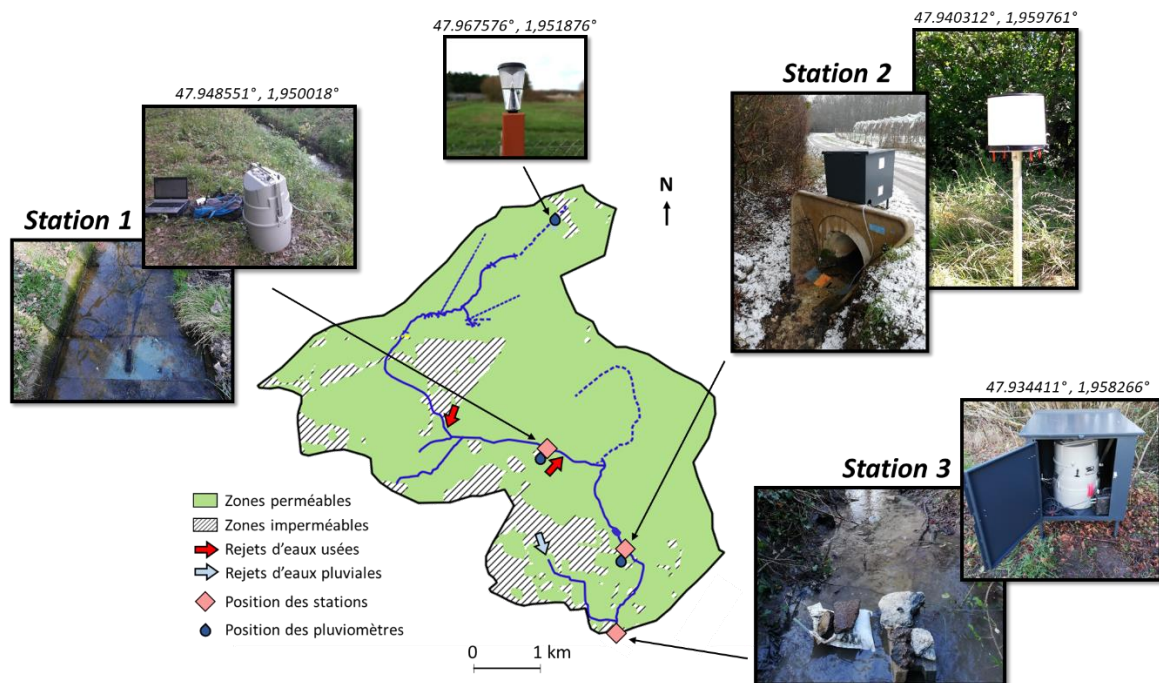 47.967576°, 1,951876°
47.940312°, 1,959761°
Station 2
47.948551°, 1,950018°
Station 1
N
47.934411°, 1,958266°
Station 3
Zones perméables
Zones imperméables
Rejets d'eaux usées
Rejets d'eaux pluviales
Position des stations
Position des pluviomètres
0 1 km